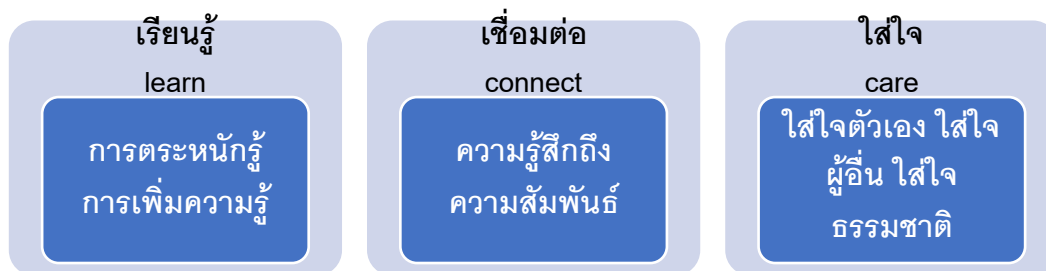 เรียนรู้
learn
การตระหนักรู้
การเพิ่มความรู้
เชื่อมต่อ
connect
ความรู้สึกถึง
ความสัมพันธ์
ใส่ใจ
care
ใส่ใจตัวเอง ใส่ใจ
ผู้อื่น ใส่ใจ
ธรรมชาติ